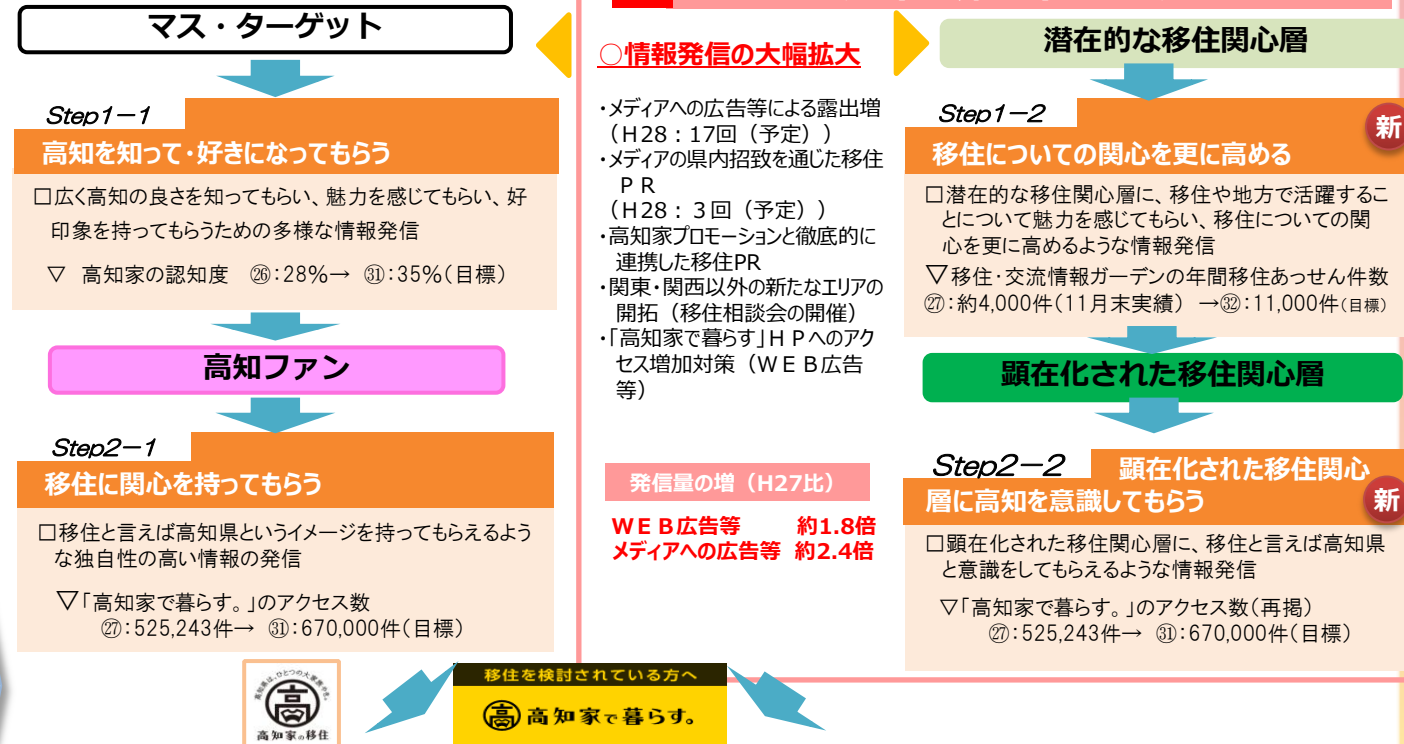 マス・ターゲット
Step1－1
高知を知って・好きになってもらう
□広く高知の良さを知ってもらい、魅力を感じてもらい、好
印象を持ってもらうための多様な情報発信
▽ 高知家の認知度 ㉖：28%→ ㉛：35%(目標)
高知ファン
Step2－1
移住に関心を持ってもらう
□移住と言えば高知県というイメージを持ってもらえるよう
な独自性の高い情報の発信
▽「高知家で暮らす。」のアクセス数
㉗：525,243件→ ㉛：670,000件(目標)
○情報発信の大幅拡大
・メディアへの広告等による露出増
（H28：17回（予定））
・メディアの県内招致を通じた移住
ＰＲ
（H28：３回（予定））
・高知家プロモーションと徹底的に
連携した移住PR
・関東・関西以外の新たなエリアの
開拓（移住相談会の開催）
・「高知家で暮らす」ＨＰへのアク
セス増加対策（ＷＥＢ広告
等）
発信量の増（H27比）
ＷＥＢ広告等 約1.8倍
メディアへの広告等 約2.4倍
潜在的な移住関心層
Step1－2
新
移住についての関心を更に高める
□潜在的な移住関心層に、移住や地方で活躍するこ
とについて魅力を感じてもらい、移住についての関
心を更に高めるような情報発信
▽移住・交流情報ガーデンの年間移住あっせん件数
㉗：約4,000件(11月末実績) →㉜：11,000件(目標)
顕在化された移住関心層
Step2－2 顕在化された移住関心
層に高知を意識してもらう
新
□顕在化された移住関心層に、移住と言えば高知県
と意識をしてもらえるような情報発信
▽「高知家で暮らす。」のアクセス数(再掲)
㉗：525,243件→ ㉛：670,000件(目標)
高知県は、ひとつの大家族やき。
高
高知家の移住
移住を検討されている方へ
高 高知家で暮らす。